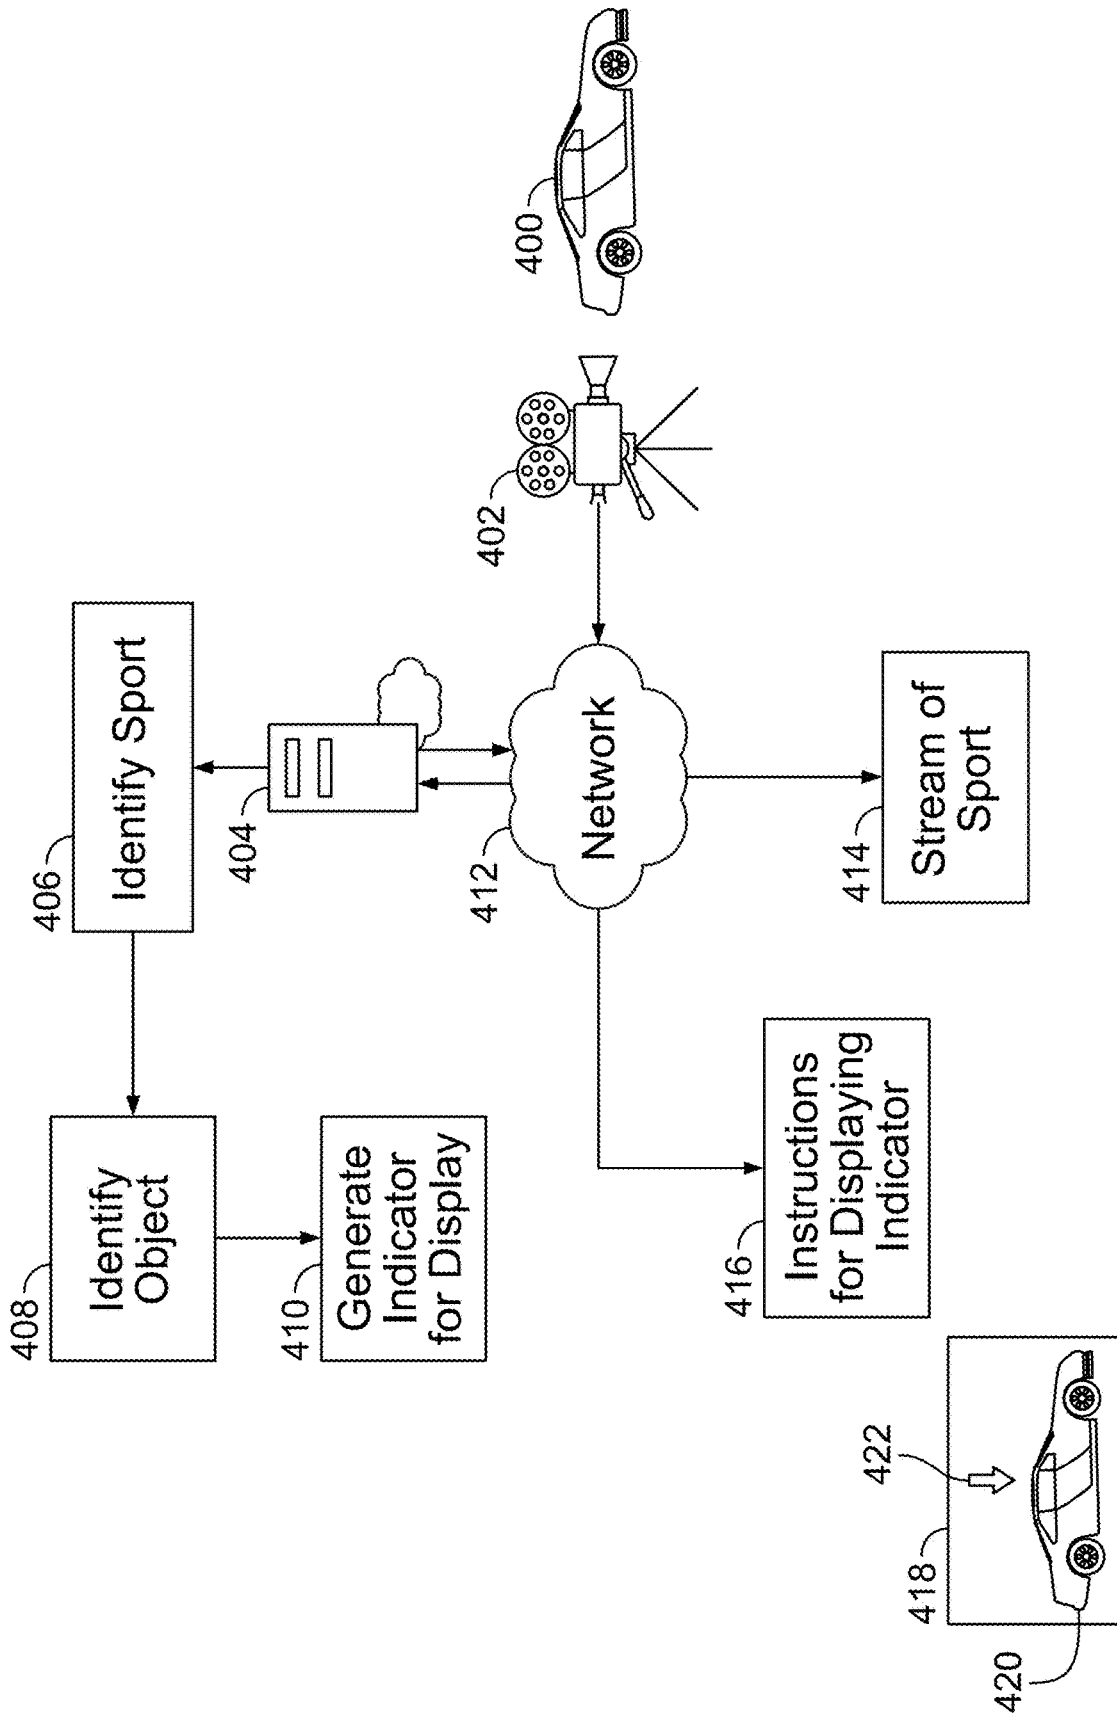 408
Identify
Object
406
Identify Sport
410
Generate
Indicator
for Display
404
402
400
412
Network
416
Instructions
for Displaying
Indicator
414
Stream of
Sport
418
422
420